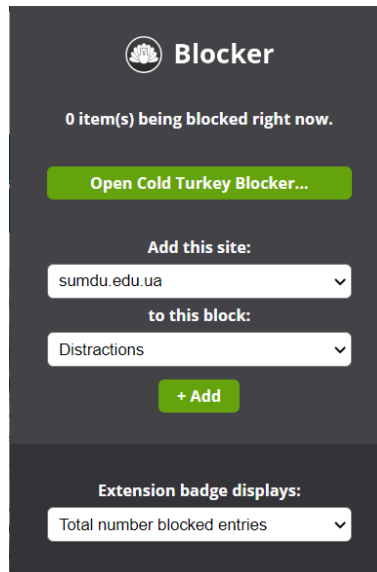 Blocker
0 item(s) being blocked right now.
Open Cold Turkey Blocker...
Add this site:
sumdu.edu.ua
to this block:
Distractions
+ Add
Extension badge displays:
Total number blocked entries